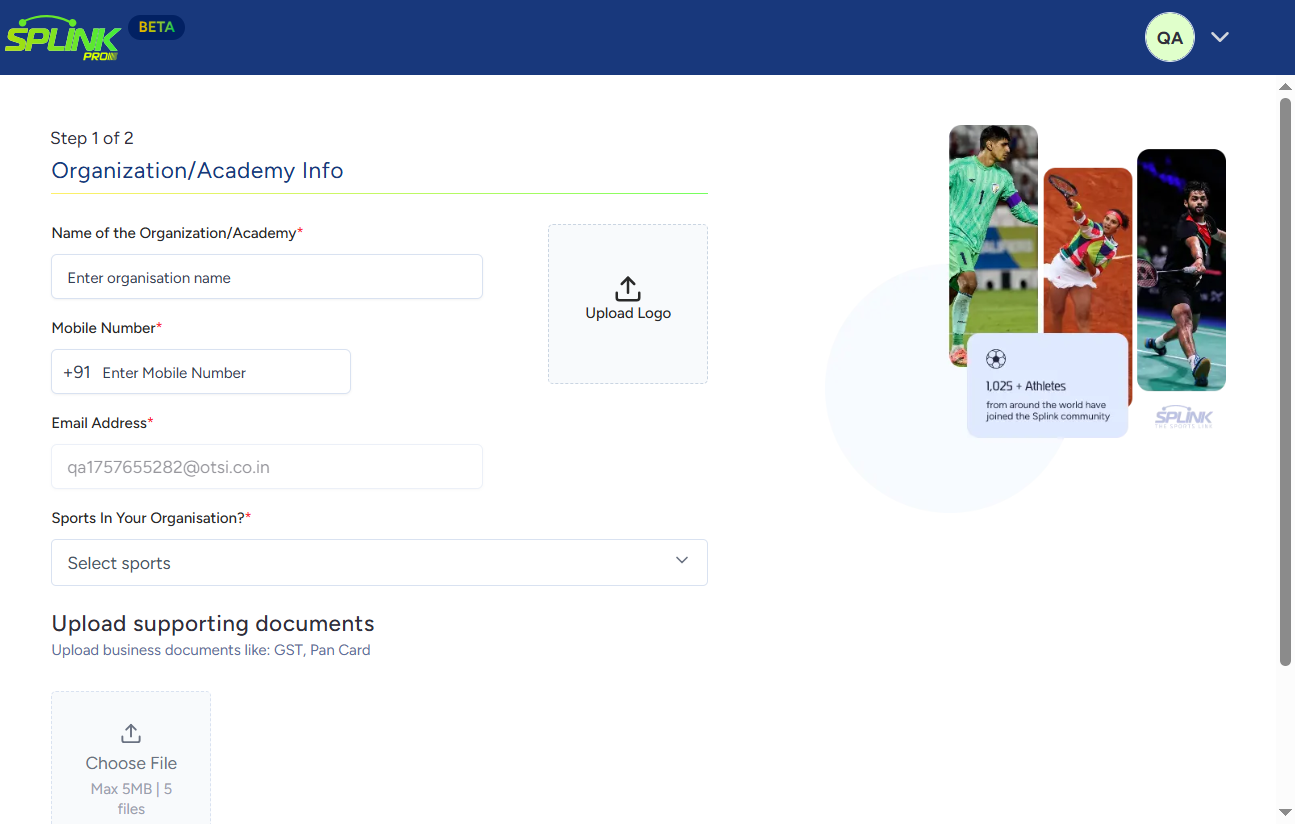 SPLINK
PRO
BETA
QA
Step 1 of 2
Organization/Academy Info
Name of the Organization/Academy*
Enter organisation name
Upload Logo
Mobile Number*
+91 Enter Mobile Number
Email Address*
qa1757655282@otsi.co.in
Sports In Your Organisation?*
Select sports
Upload supporting documents
Upload business documents like: GST, Pan Card
Choose File
Max 5MB | 5
files
1,025 + Athletes
from around the world have
joined the Splink community
SPLINK
THE SPORTS LINK